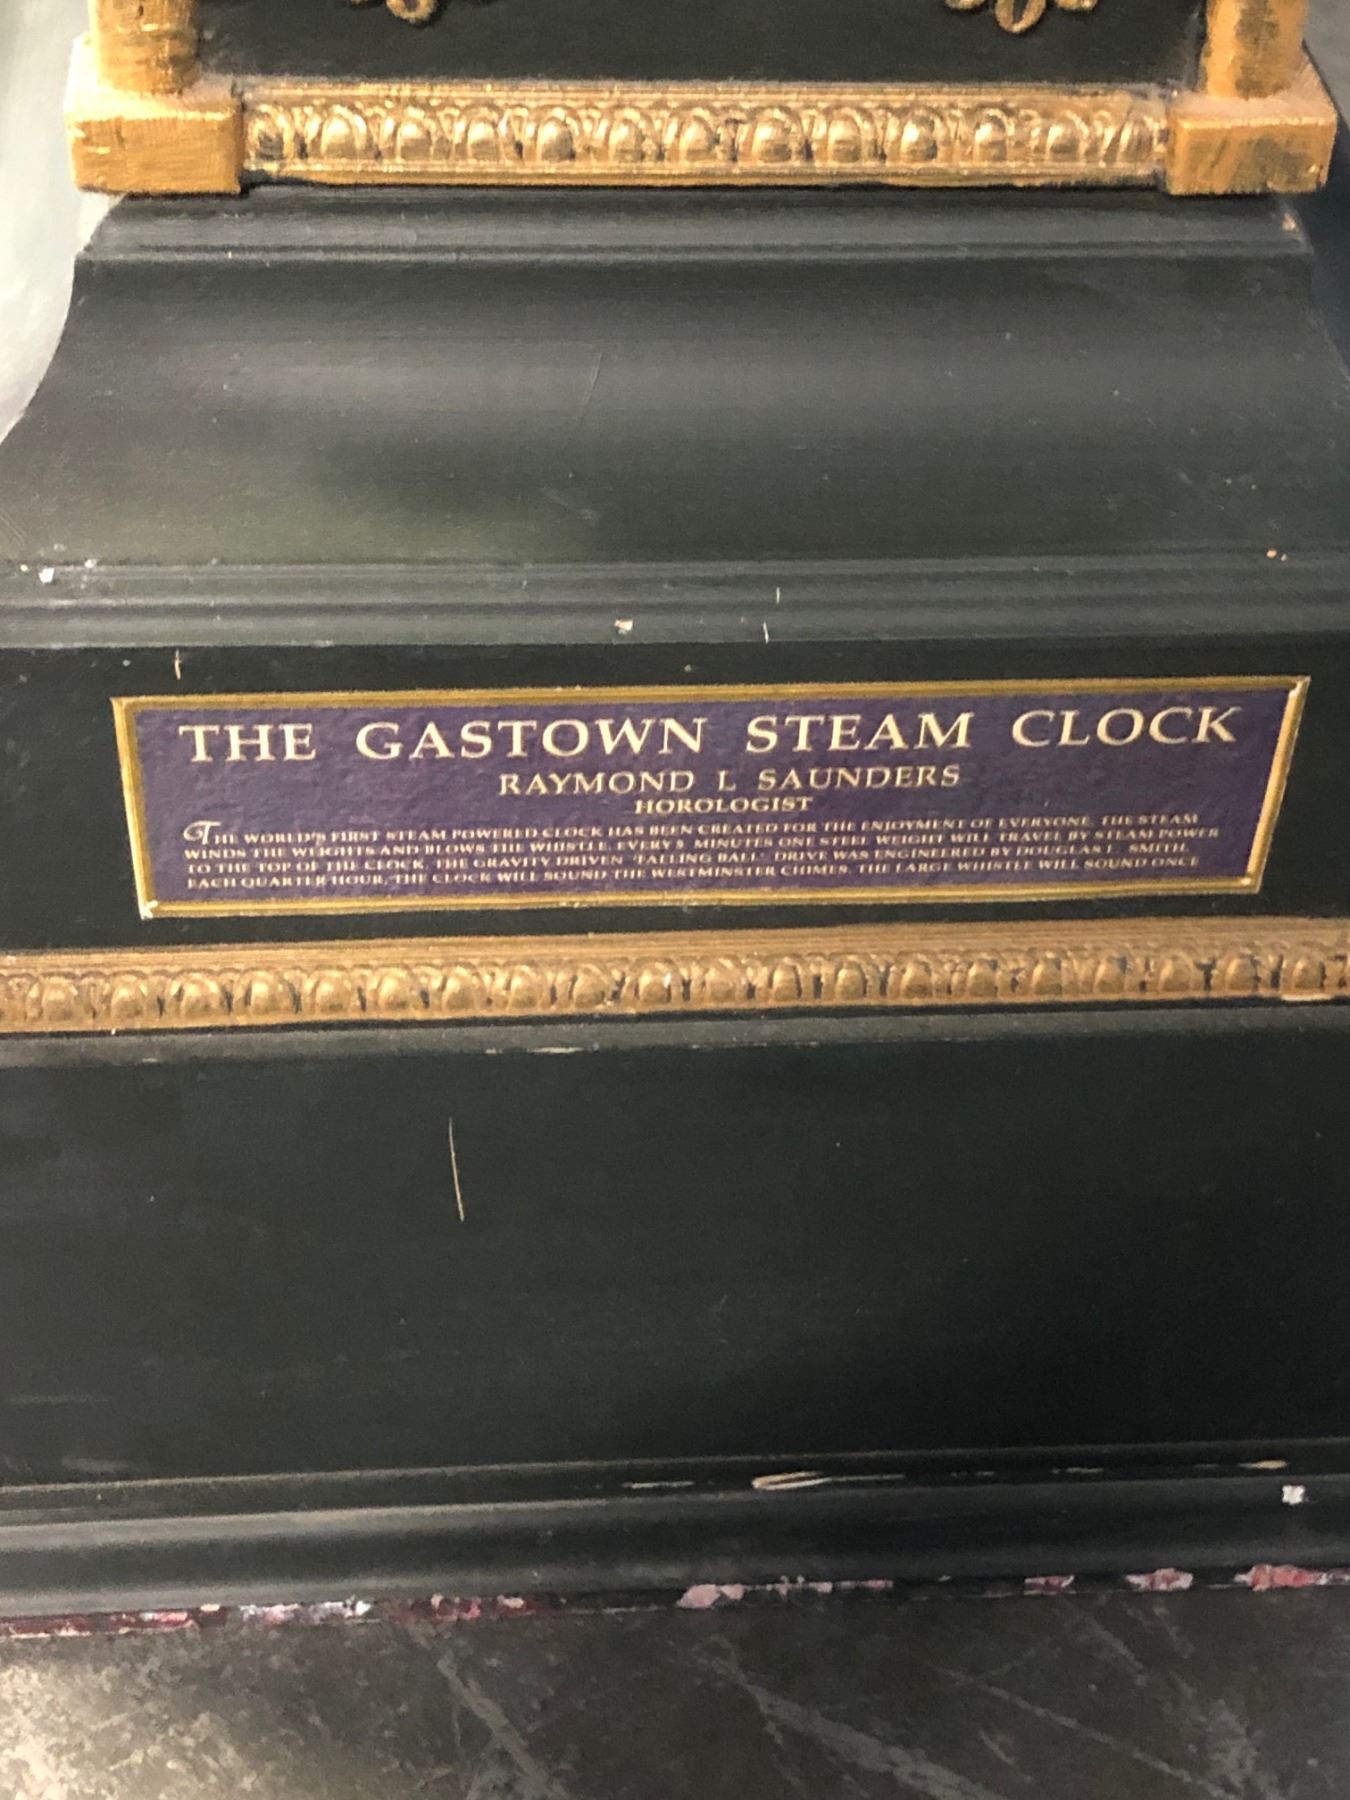 THE GASTOWN STEAM CLOCK
RAYMOND L SAUNDERS
HOROLOGIST
THE WORLD'S FIRST STEAM POWERED CLOCK HAS BEEN CREATED FOR THE ENJOYMENT OF EVERYONE. THE STEAM
WINDS THE WEIGHTS AND BLOWS THE WHISTLE. EVERY MINUTES ONE STEEL WEIGHT WILL TRAVEL BY STEAM POWER
TO THE TOP OF THE CLOCK. THE GRAVITY DRIVEN "FALLING BALL" DRIVE WAS ENGINEERED BY DOUGLAS L. SMITH.
EACH QUARTER HOUR, THE CLOCK WILL SOUND THE WESTMINSTER CHIMES. THE LARGE WHISTLE WILL SOUND ONCE